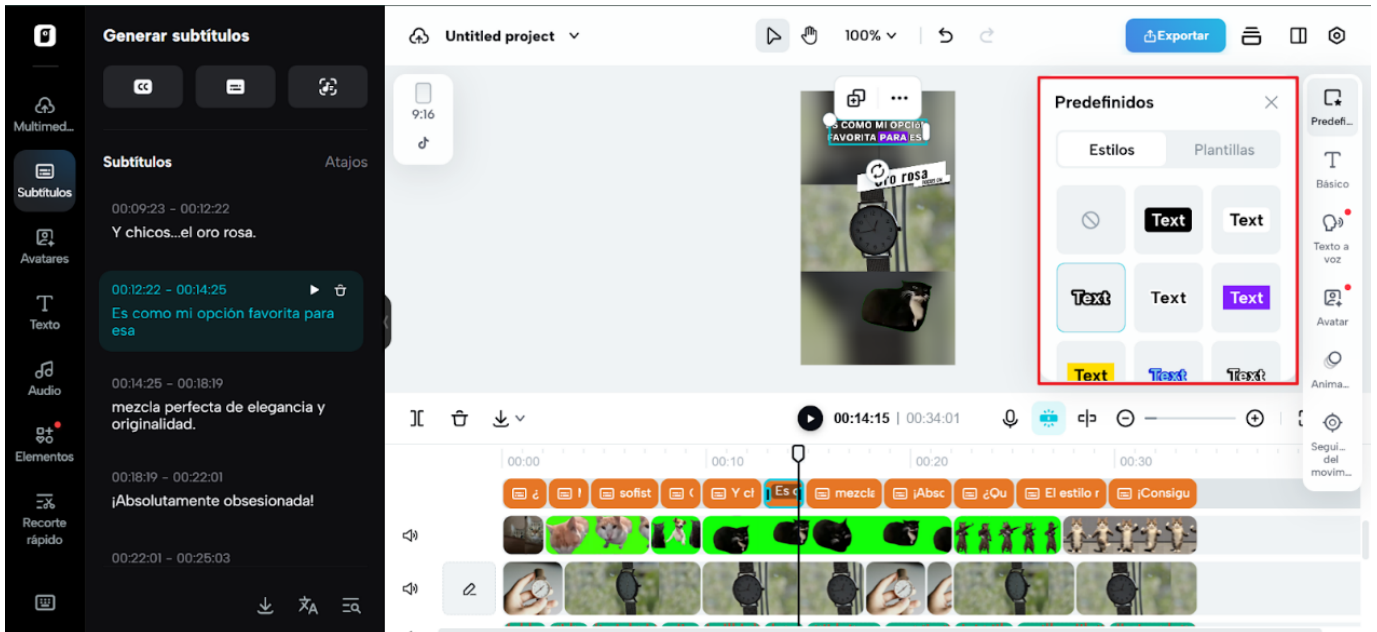 Generar subtítulos
CC
Multimed...
Subtítulos
Avatares
Texto
Audio
Elementos
Recorte
rápido
Subtítulos
Atajos
00:09:23 – 00:12:22
Y chicos...el oro rosa.
00:12:22 – 00:14:25
Es como mi opción favorita para
esa
00:14:25 – 00:18:19
mezcla perfecta de elegancia y
originalidad.
00:18:19 – 00:22:01
¡Absolutamente obsesionada!
00:22:01 – 00:25:03
Untitled project
100%
Exportar
9:16
ES COMO MI OPCIÓN
FAVORITA PARA ES
oro rosa
Predefinidos
Estilos
Plantillas
Text
Text
Text
Text
Text
Text
Text
Text
Predefi...
Básico
Texto a
voz
Avatar
Anima...
Segui...
del
movim...
00:14:15 | 00:34:01
00:00
00:10
00:20
00:30
¿
sofist
Y cl
Es c
mezcla
¡Absc
¿Qu
El estilo r
¡Consigu